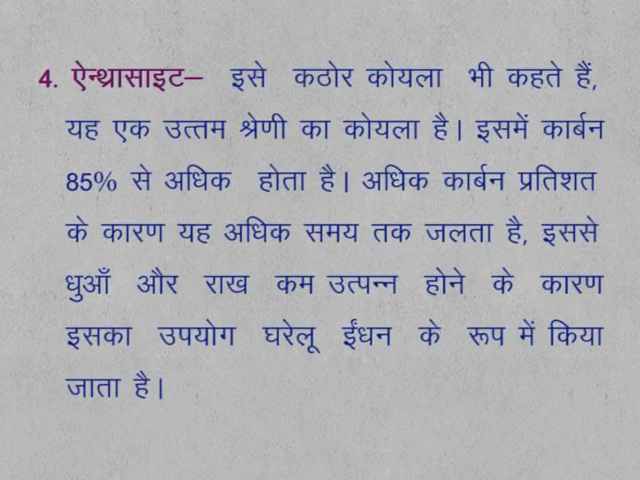 4. ऐन्थ्रासाइट– इसे कठोर कोयला भी कहते हैं,
यह एक उत्तम श्रेणी का कोयला है। इसमें कार्बन
85% से अधिक होता है। अधिक कार्बन प्रतिशत
के कारण यह अधिक समय तक जलता है, इससे
धुआँ और राख कम उत्पन्न होने के कारण
इसका उपयोग घरेलू ईंधन के रूप में किया
जाता है।